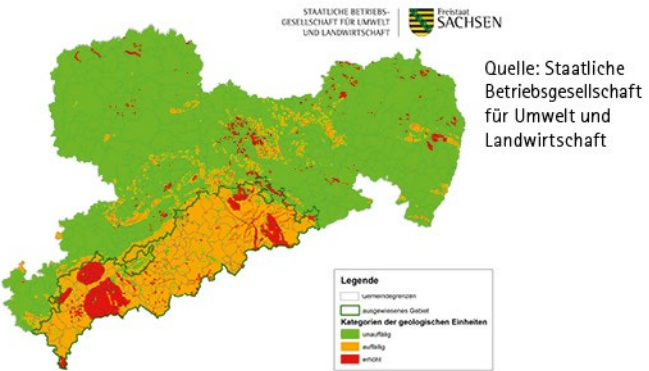 STAATLICHE BETRIEBS-
GESELLSCHAFT FÜR UMWELT
UND LANDWIRTSCHAFT
Freistaat
SACHSEN
Quelle: Staatliche
Betriebsgesellschaft
für Umwelt und
Landwirtschaft
Legende
Gemeindegrenzen
ausgewiesenes Gebiet
Kategorien der geologischen Einheiten
unauffällig
auffällig
erhöht